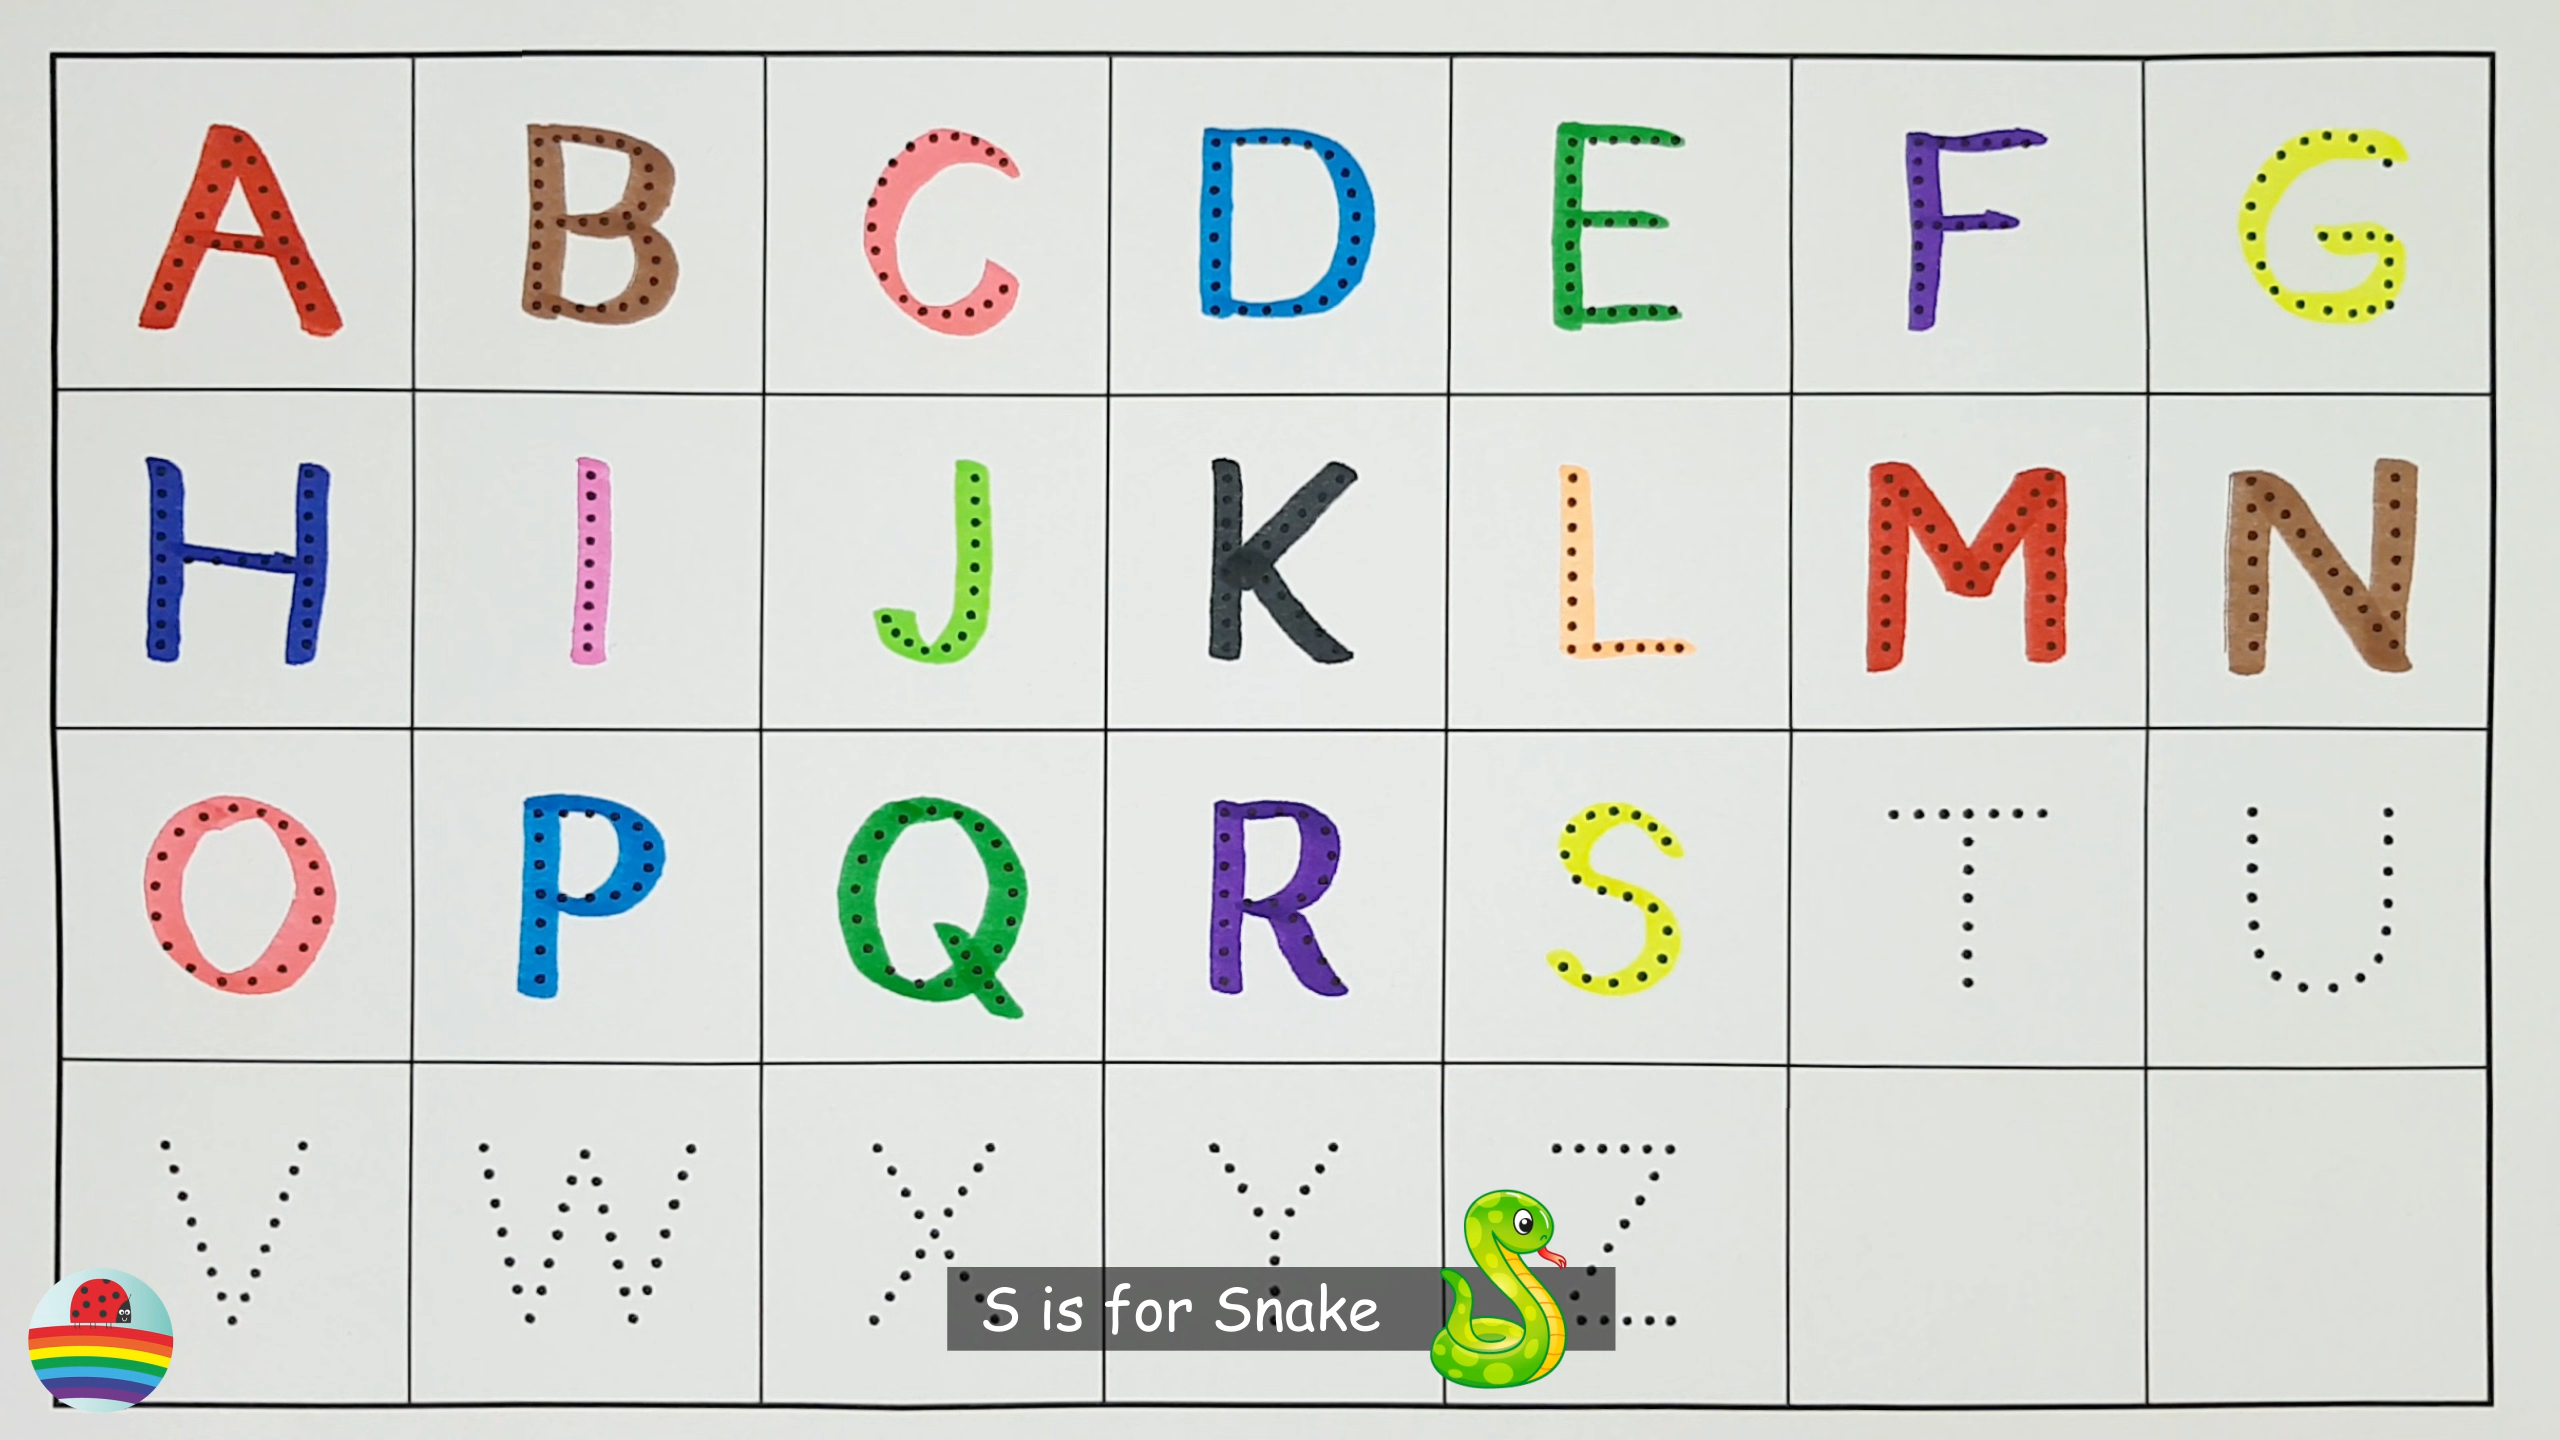 A B C D E F G
H I J K L M N
O P Q R S T U
V W X Y Z
S is for Snake